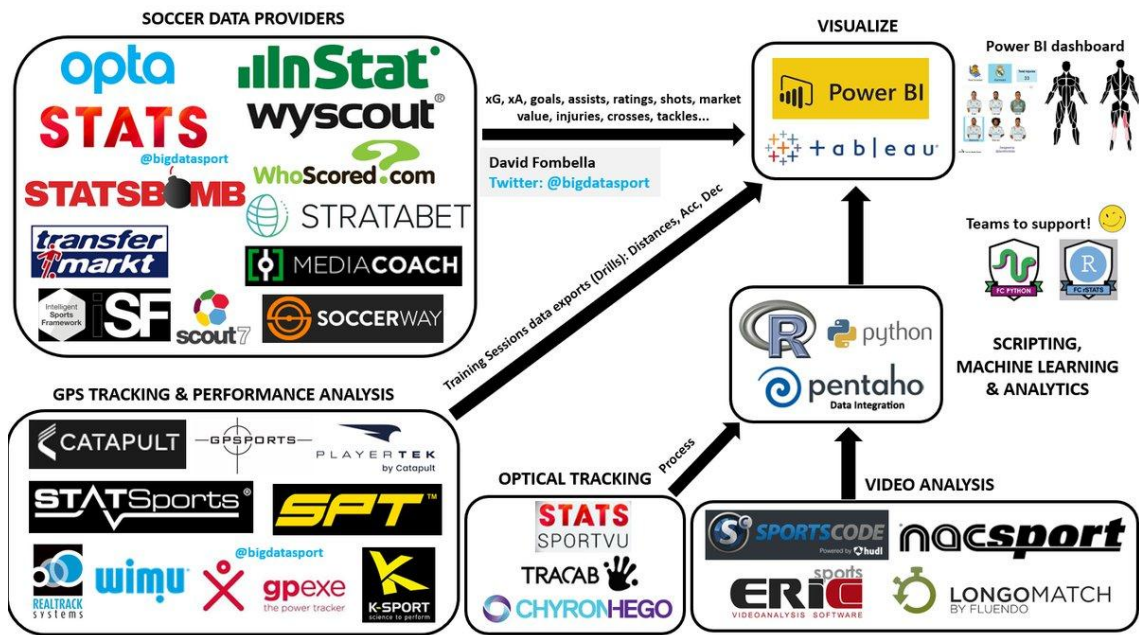 SOCCER DATA PROVIDERS
opta
InStat
STATS
wyscout®
@bigdatasport
STATSBOMB
WhoScored?.com
STRATABET
transfer
markt
MEDIACOACH
Intelligent
Sports
Framework
iSF
scout7
SOCCERWAY
xG, xA, goals, assists, ratings, shots, market
value, injuries, crosses, tackles...
David Fombella
Twitter: @bigdatasport
Training Sessions data exports (Drills): Distances, Acc, Dec
VISUALIZE
Power BI
+ableau
Power BI dashboard
Teams to support!
FC PYTHON
R
FC rSTATS
R
python
pentaho
Data Integration
SCRIPTING,
MACHINE LEARNING
& ANALYTICS
GPS TRACKING & PERFORMANCE ANALYSIS
CATAPULT
GPSPORTS
PLAYERTEK
by Catapult
STATSports®
SPT™
REALTRACK
systems
wimu
@bigdatasport
gpexe
the power tracker
K
K-SPORT
science to perform
OPTICAL TRACKING
Process
STATS
SPORTVU
TRACAB
CHYRONHEGO
VIDEO ANALYSIS
S
SPORTSCODE
Powered by hudl
nacsport
sports
ERIC
VIDEOANALYSIS SOFTWARE
LONGOMATCH
BY FLUENDO